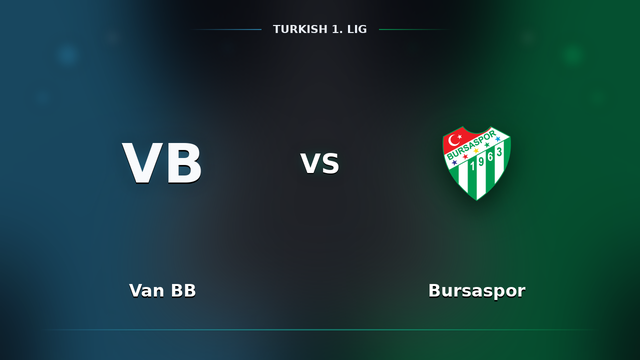 TURKISH 1. LIG
VB
VS
BURSASPOR
1963
Van BB
Bursaspor